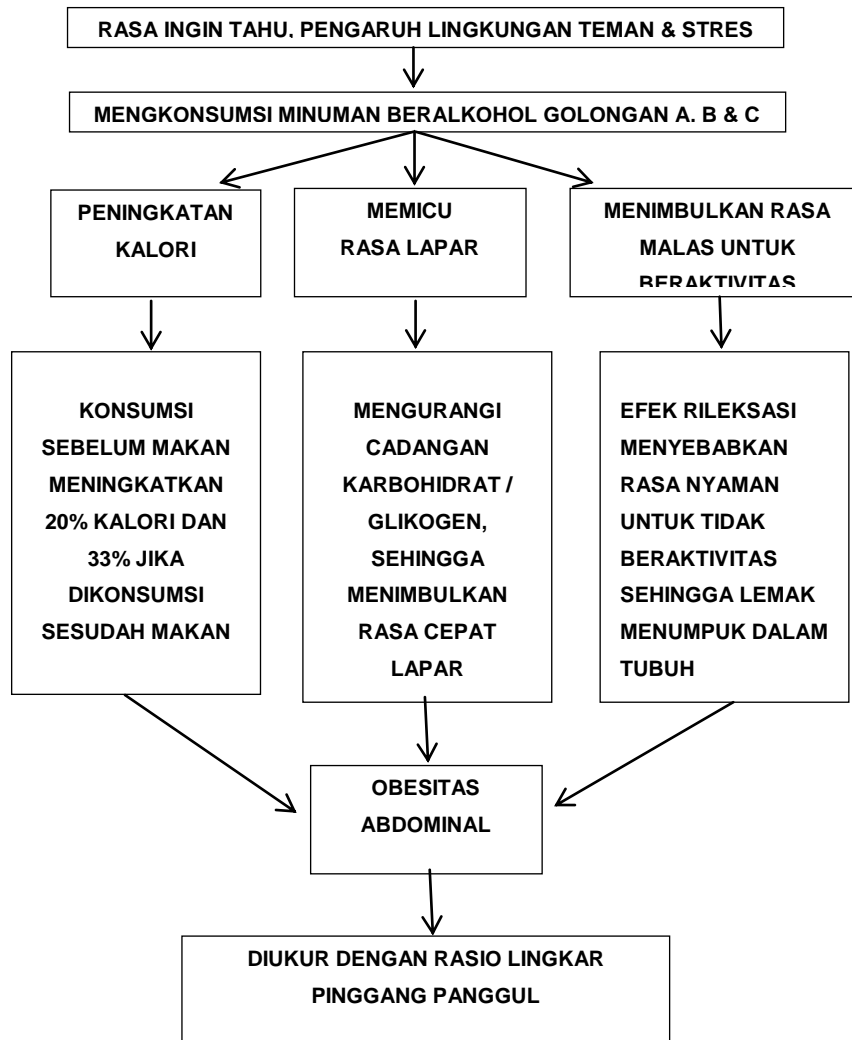 RASA INGIN TAHU, PENGARUH LINGKUNGAN TEMAN & STRES
MENGKONSUMSI MINUMAN BERALKOHOL GOLONGAN A. B & C
PENINGKATAN
KALORI
MEMICU
RASA LAPAR
MENIMBULKAN RASA
MALAS UNTUK
BERAKTIVITAS
KONSUMSI
SEBELUM MAKAN
MENINGKATKAN
20% KALORI DAN
33% JIKA
DIKONSUMSI
SESUDAH MAKAN
MENGURANGI
CADANGAN
KARBOHIDRAT /
GLIKOGEN,
SEHINGGA
MENIMBULKAN
RASA CEPAT
LAPAR
EFEK RILEKSASI
MENYEBABKAN
RASA NYAMAN
UNTUK TIDAK
BERAKTIVITAS
SEHINGGA LEMAK
MENUMPUK DALAM
TUBUH
OBESITAS
ABDOMINAL
DIUKUR DENGAN RASIO LINGKAR
PINGGANG PANGGUL